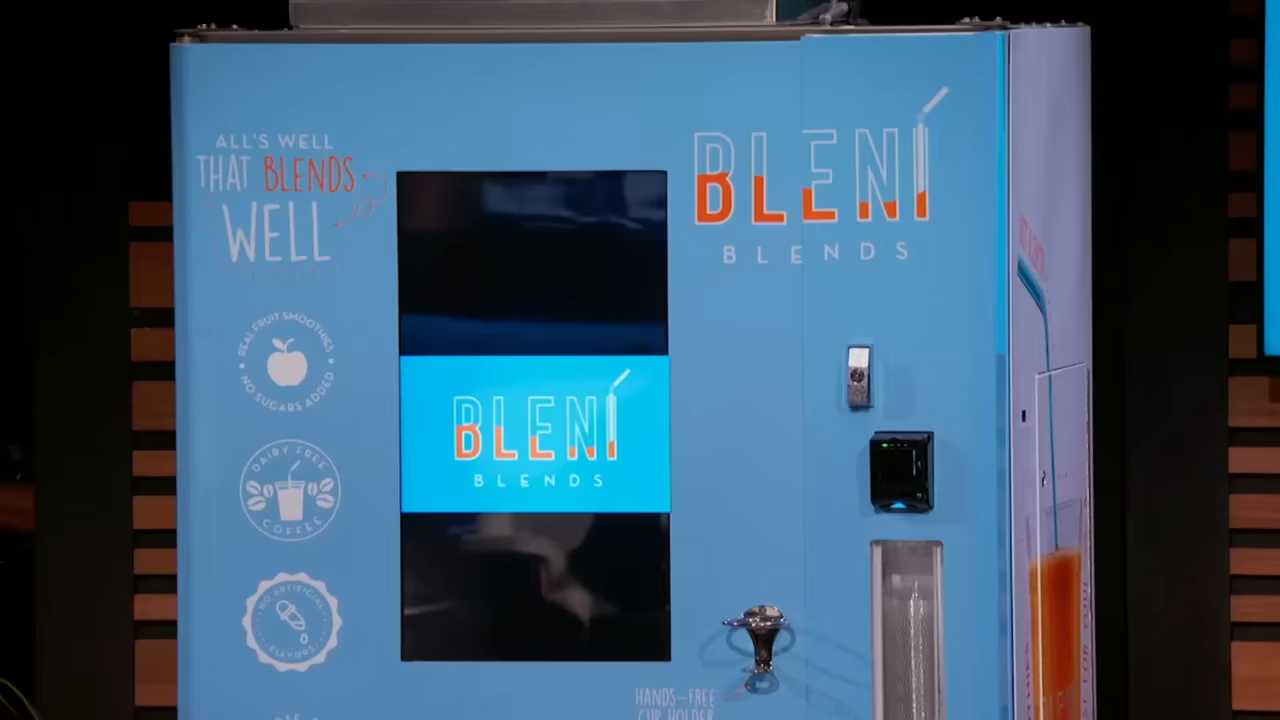 ALL'S WELL
THAT BLENDS
WELL
REAL FRUIT SMOOTHIES
NO SUGARS ADDED
DAIRY FREE
COFFEE
NO ARTIFICIAL
FLAVORS
BLENI
BLENDS
BLENI
BLENDS
HANDS-FREE
CUP HOLDER